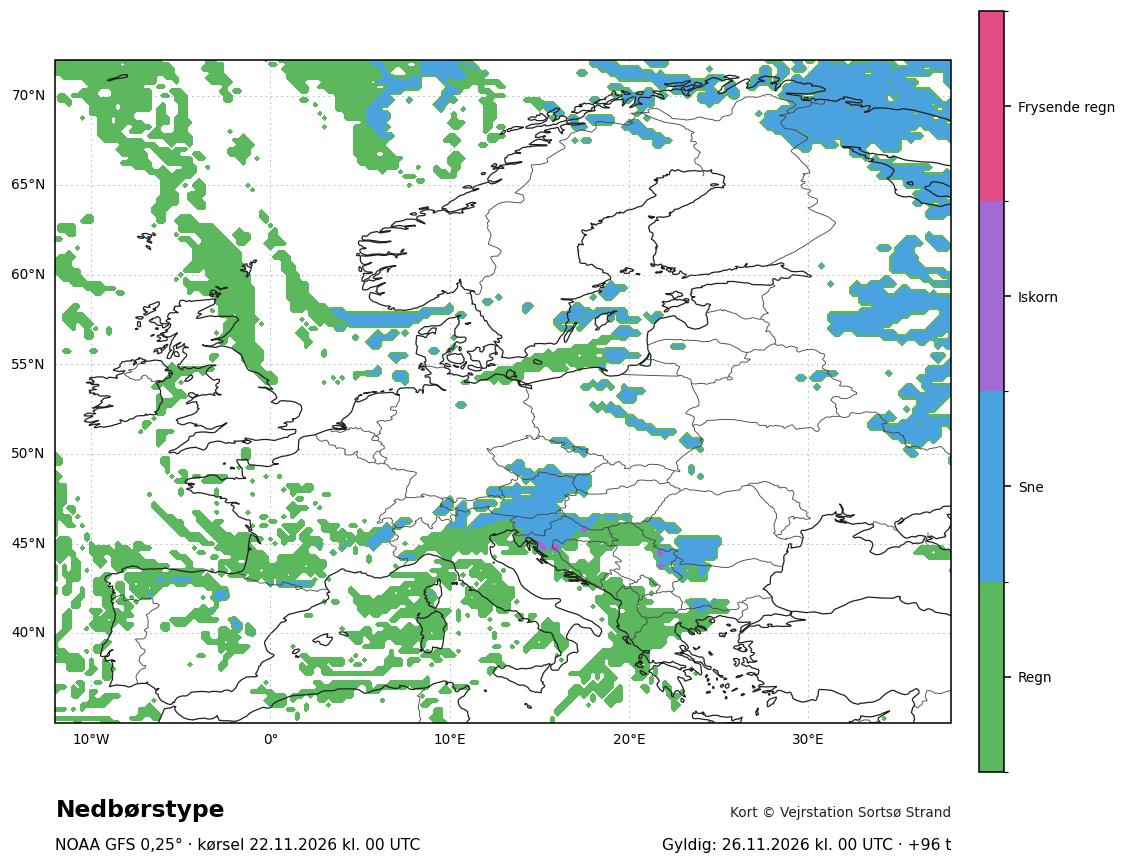 70°N
65°N
60°N
55°N
50°N
45°N
40°N
10°W
0°
10°E
20°E
30°E
Frysende regn
Iskorn
Sne
Regn
Nedbørstype
Kort © Vejrstation Sortsø Strand
NOAA GFS 0,25° · kørsel 22.11.2026 kl. 00 UTC
Gyldig: 26.11.2026 kl. 00 UTC · +96 t